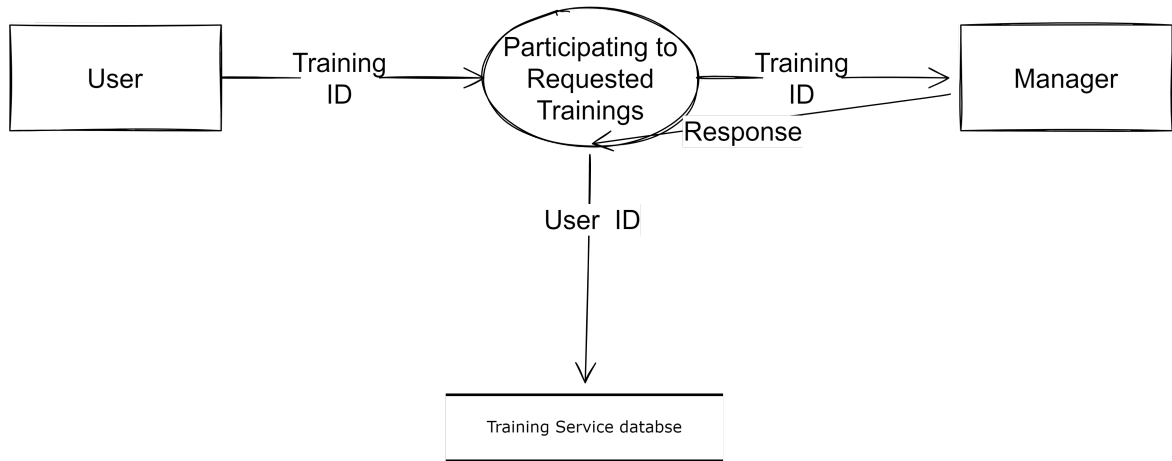 User
Training
ID
Participating to
Requested
Trainings
Training
ID
Manager
Response
User ID
Training Service databse